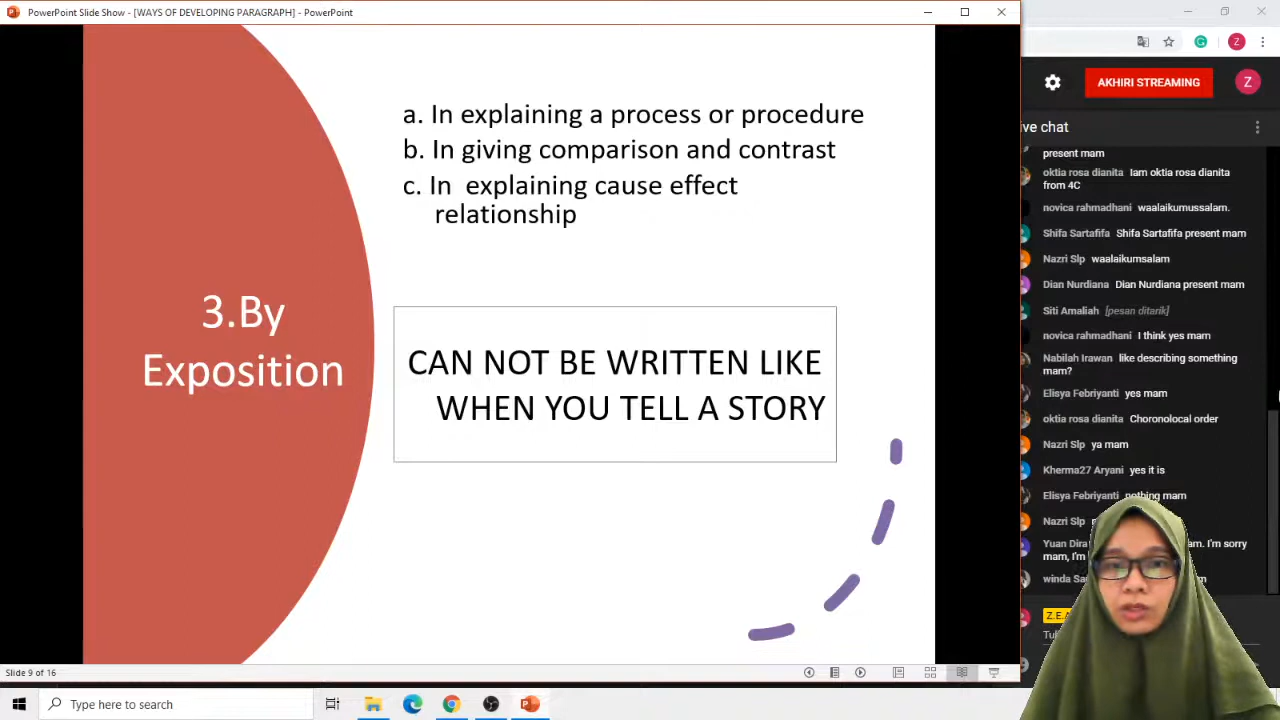 PowerPoint Slide Show - [WAYS OF DEVELOPING PARAGRAPH] - PowerPoint
a. In explaining a process or procedure
b. In giving comparison and contrast
c. In explaining cause effect
relationship
3.By
Exposition
CAN NOT BE WRITTEN LIKE
WHEN YOU TELL A STORY
Slide 9 of 16
Type here to search
Z
AKHIRI STREAMING
Z
ive chat
present mam
oktia rosa dianita Iam oktia rosa dianita
from 4C
novica rahmadhani waalaikumussalam.
Shifa Sartafifa Shifa Sartafifa present mam
Nazri Slp waalaikumsalam
Dian Nurdiana Dian Nurdiana present mam
Siti Amaliah [pesan ditarik]
novica rahmadhani I think yes mam
Nabilah Irawan like describing something
mam?
Elisya Febriyanti yes mam
oktia rosa dianita Choronolocal order
Nazri Slp ya mam
Kherma27 Aryani yes it is
Elisya Febriyanti nothing mam
Nazri Slp
Yuan Dira am. I'm sorry
mam, I'm
winda Sa m
Z.E.A
Tul